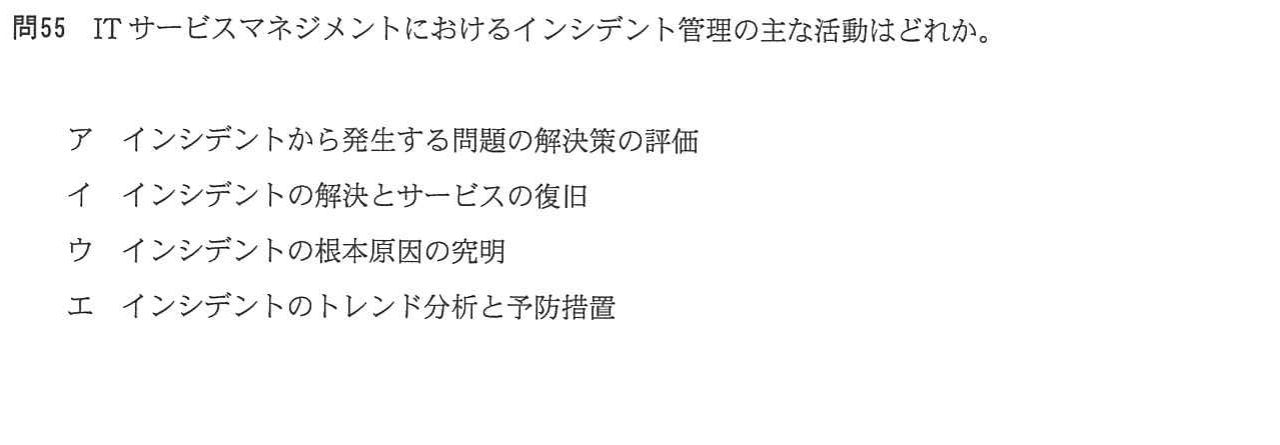 問55 ITサービスマネジメントにおけるインシデント管理の主な活動はどれか。
ア インシデントから発生する問題の解決策の評価
イ インシデントの解決とサービスの復旧
ウ インシデントの根本原因の究明
エ インシデントのトレンド分析と予防措置